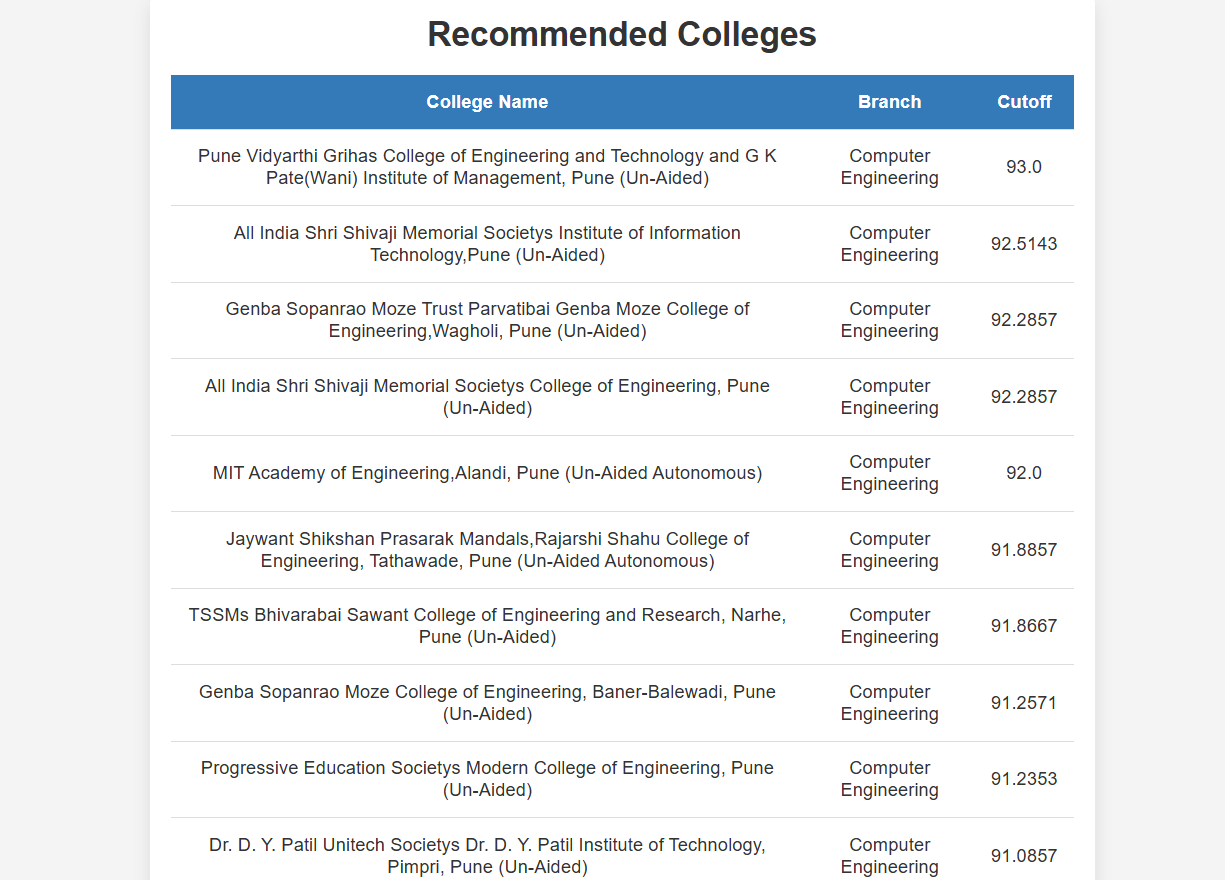 Recommended Colleges
College Name Branch Cutoff
Pune Vidyarthi Grihas College of Engineering and Technology and G K
Pate(Wani) Institute of Management, Pune (Un-Aided)
Computer
Engineering
93.0
All India Shri Shivaji Memorial Societys Institute of Information
Technology,Pune (Un-Aided)
Computer
Engineering
92.5143
Genba Sopanrao Moze Trust Parvatibai Genba Moze College of
Engineering,Wagholi, Pune (Un-Aided)
Computer
Engineering
92.2857
All India Shri Shivaji Memorial Societys College of Engineering, Pune
(Un-Aided)
Computer
Engineering
92.2857
MIT Academy of Engineering,Alandi, Pune (Un-Aided Autonomous)
Computer
Engineering
92.0
Jaywant Shikshan Prasarak Mandals,Rajarshi Shahu College of
Engineering, Tathawade, Pune (Un-Aided Autonomous)
Computer
Engineering
91.8857
TSSMs Bhivarabai Sawant College of Engineering and Research, Narhe,
Pune (Un-Aided)
Computer
Engineering
91.8667
Genba Sopanrao Moze College of Engineering, Baner-Balewadi, Pune
(Un-Aided)
Computer
Engineering
91.2571
Progressive Education Societys Modern College of Engineering, Pune
(Un-Aided)
Computer
Engineering
91.2353
Dr. D. Y. Patil Unitech Societys Dr. D. Y. Patil Institute of Technology,
Pimpri, Pune (Un-Aided)
Computer
Engineering
91.0857